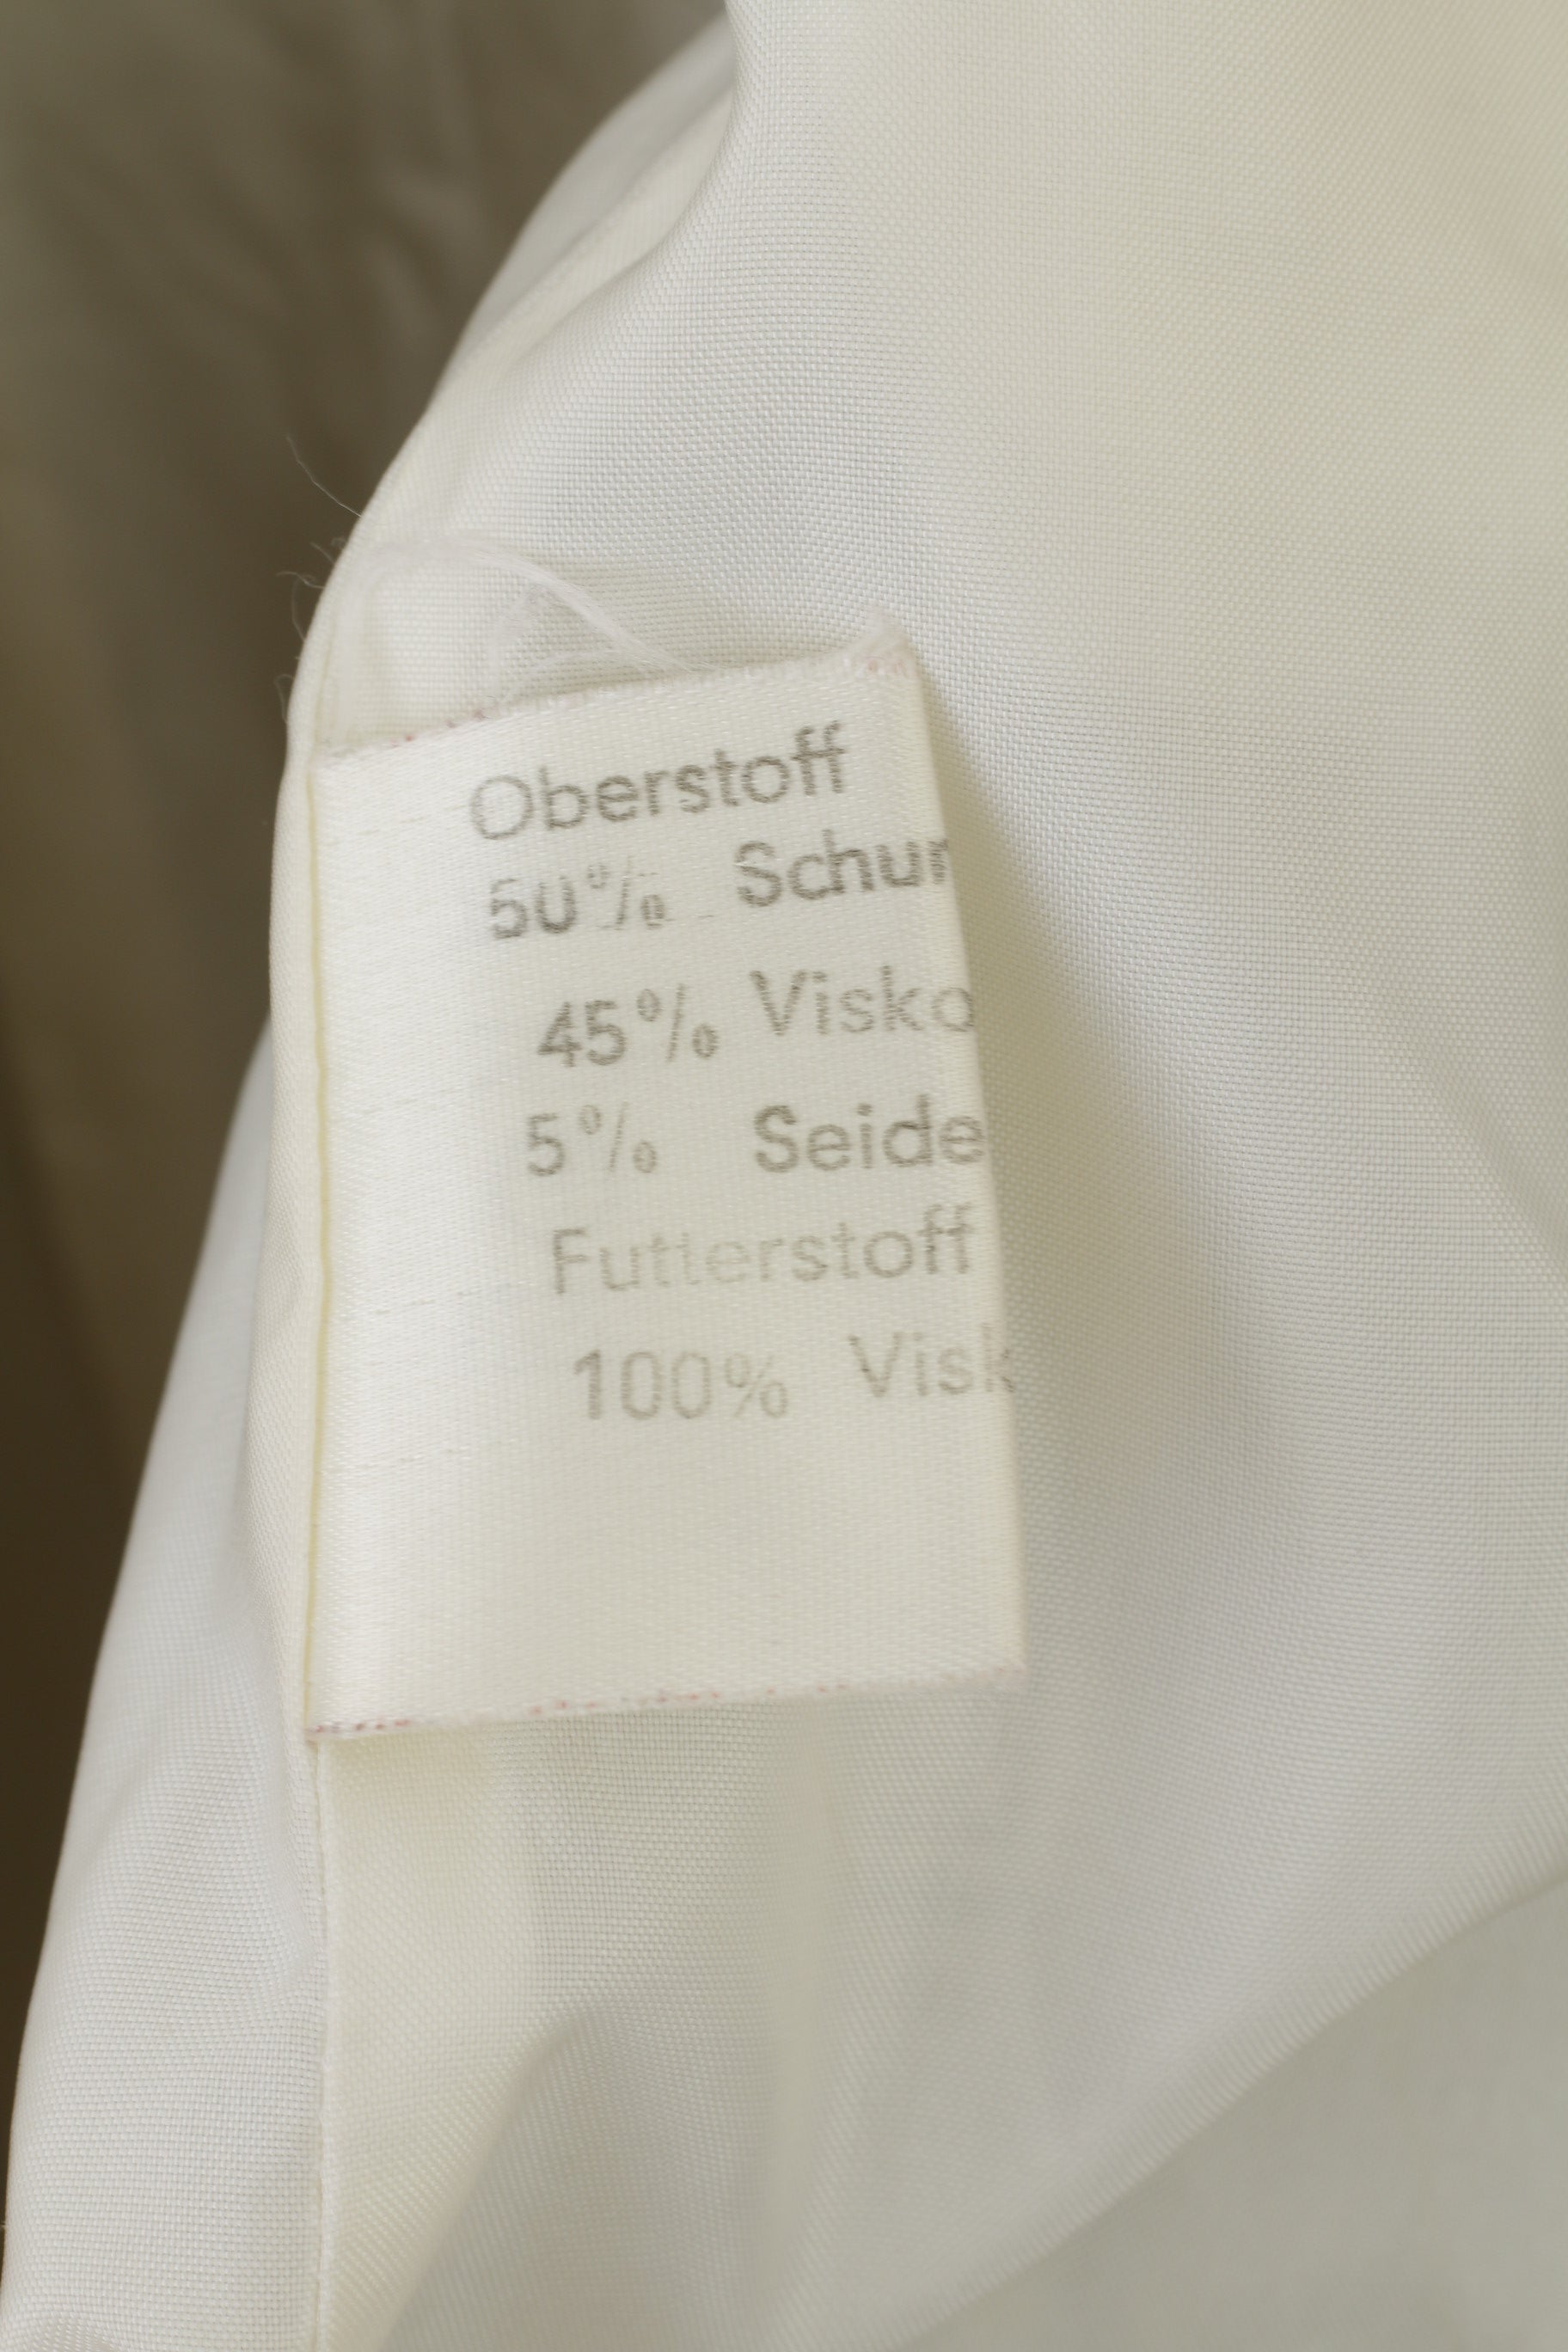 Oberstoff
50% Schur
45% Visko
5% Seide
Futterstoff
100% Visk